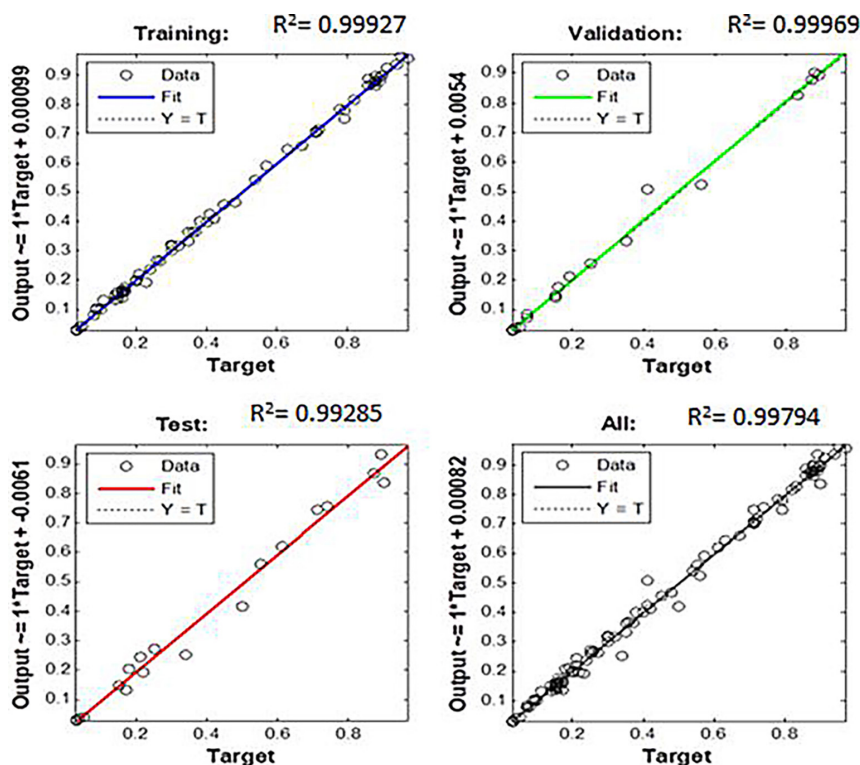 Training: R²= 0.99927
Output ~= 1*Target + 0.00099
0.9
0.8
0.7
0.6
0.5
0.4
0.3
0.2
0.1
Data
Fit
Y = T
0.2 0.4 0.6 0.8
Target
Validation: R²= 0.99969
Output ~= 1*Target + 0.0054
0.9
0.8
0.7
0.6
0.5
0.4
0.3
0.2
0.1
Data
Fit
Y = T
0.2 0.4 0.6 0.8
Target
Test: R²= 0.99285
Output ~= 1*Target + -0.0061
0.9
0.8
0.7
0.6
0.5
0.4
0.3
0.2
0.1
Data
Fit
Y = T
0.2 0.4 0.6 0.8
Target
All: R²= 0.99794
Output ~= 1*Target + 0.00082
0.9
0.8
0.7
0.6
0.5
0.4
0.3
0.2
0.1
Data
Fit
Y = T
0.2 0.4 0.6 0.8
Target